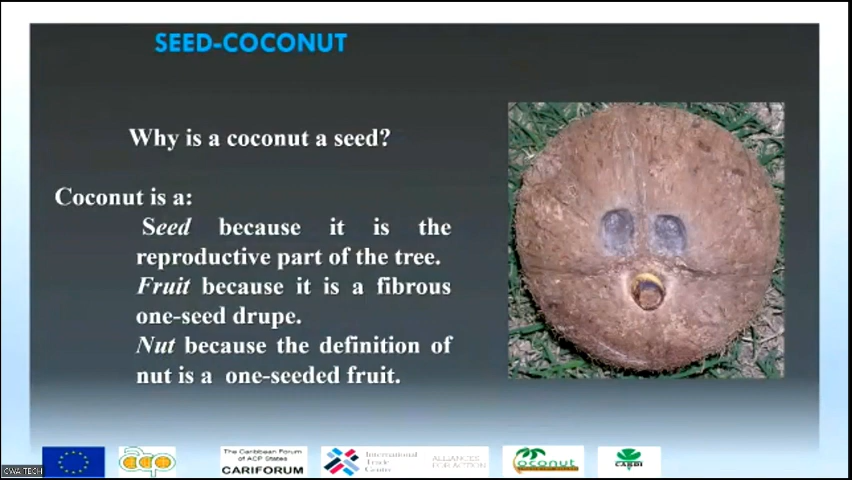 SEED-COCONUT
Why is a coconut a seed?
Coconut is a:
Seed because it is the
reproductive part of the tree.
Fruit because it is a fibrous
one-seed drupe.
Nut because the definition of
nut is a one-seeded fruit.
CWA TECH
acp
The Caribbean Forum
of ACP States
CARIFORUM
International
Trade
Centre
ALLIANCES
FOR ACTION
coconut
CARDI